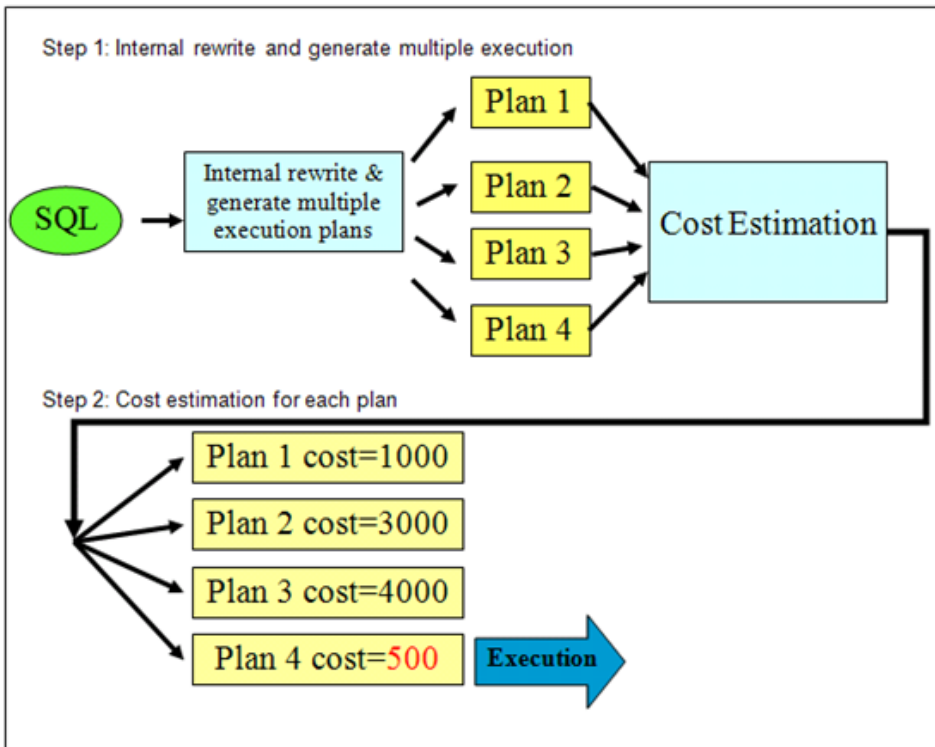 Step 1: Internal rewrite and generate multiple execution
SQL
Internal rewrite &
generate multiple
execution plans
Plan 1
Plan 2
Plan 3
Plan 4
Cost Estimation
Step 2: Cost estimation for each plan
Plan 1 cost=1000
Plan 2 cost=3000
Plan 3 cost=4000
Plan 4 cost=500
Execution